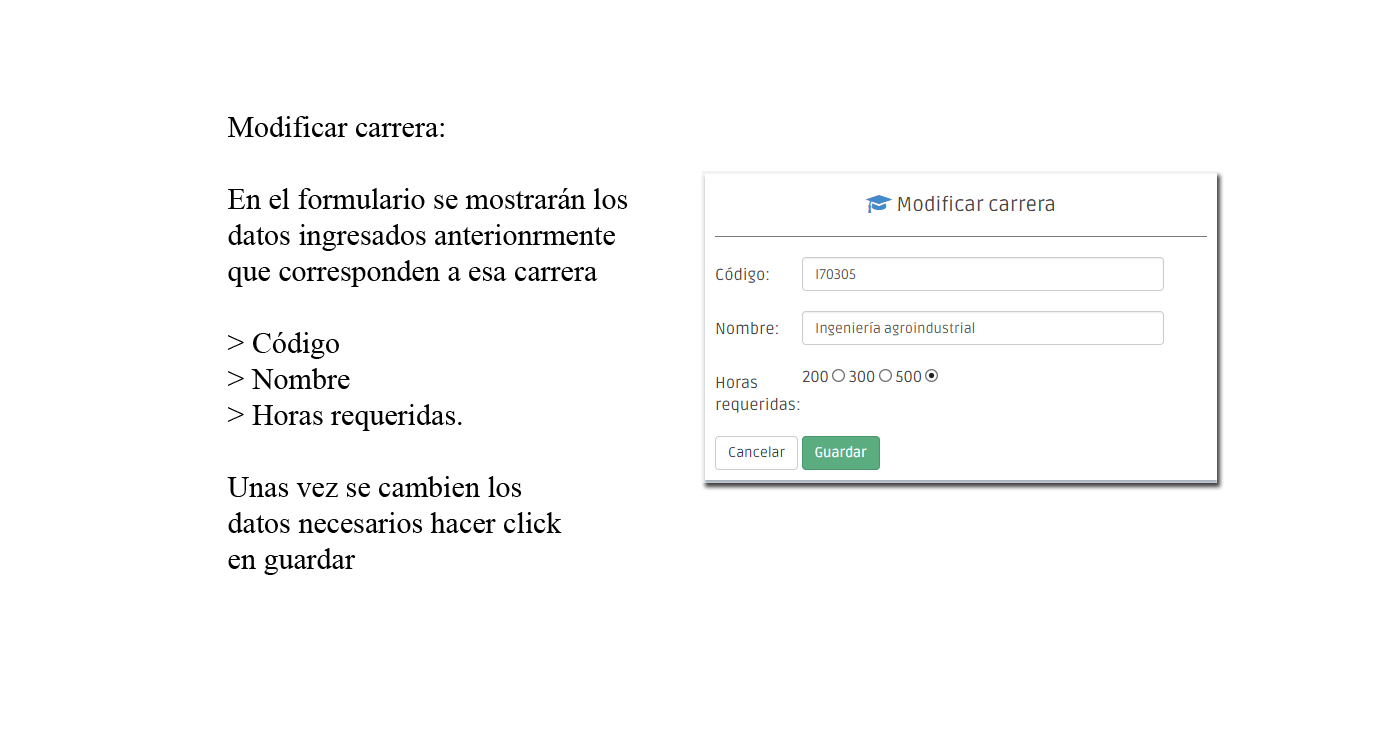 Modificar carrera:
En el formulario se mostrarán los
datos ingresados anterionrmente
que corresponden a esa carrera
> Código
> Nombre
> Horas requeridas.
Unas vez se cambien los
datos necesarios hacer click
en guardar
Modificar carrera
Código: I70305
Nombre: Ingeniería agroindustrial
Horas
requeridas:
200 300 500
Cancelar Guardar